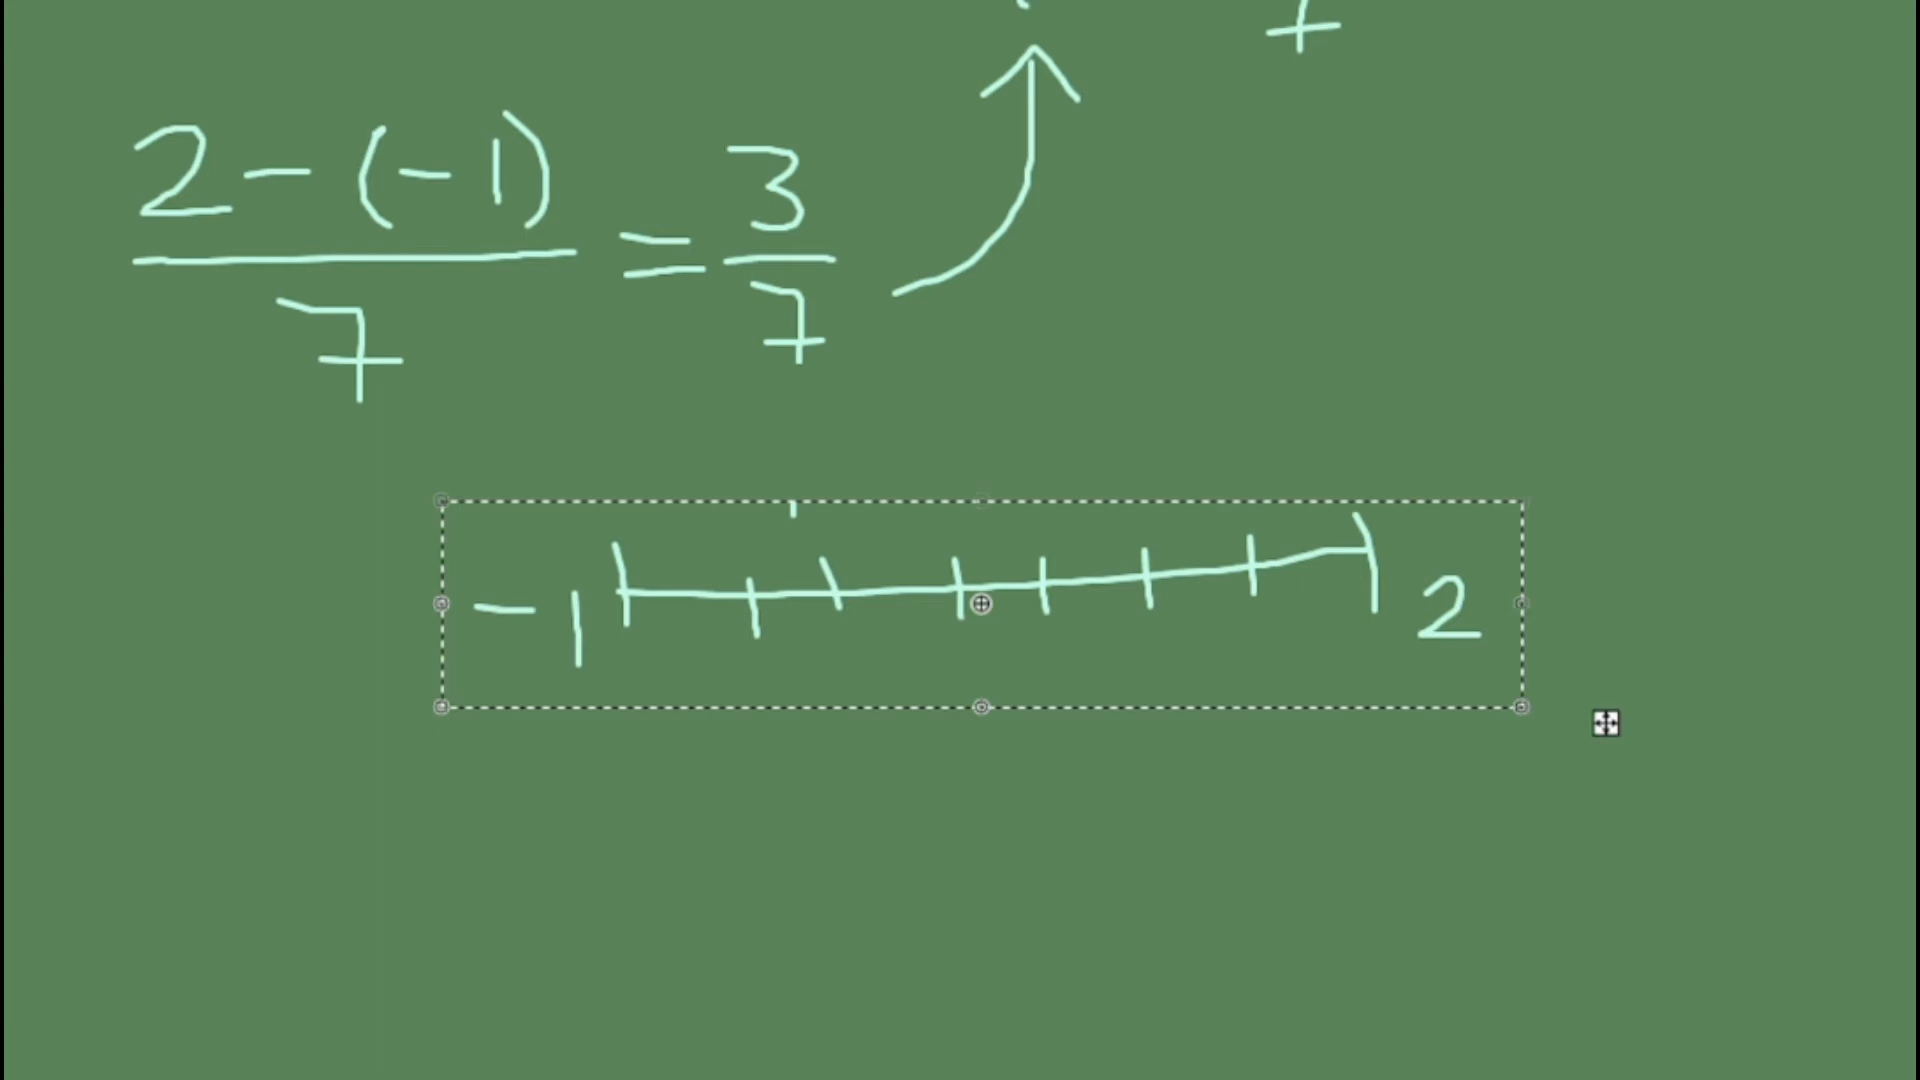 2-(-1)/7 = 3/7
-1 2